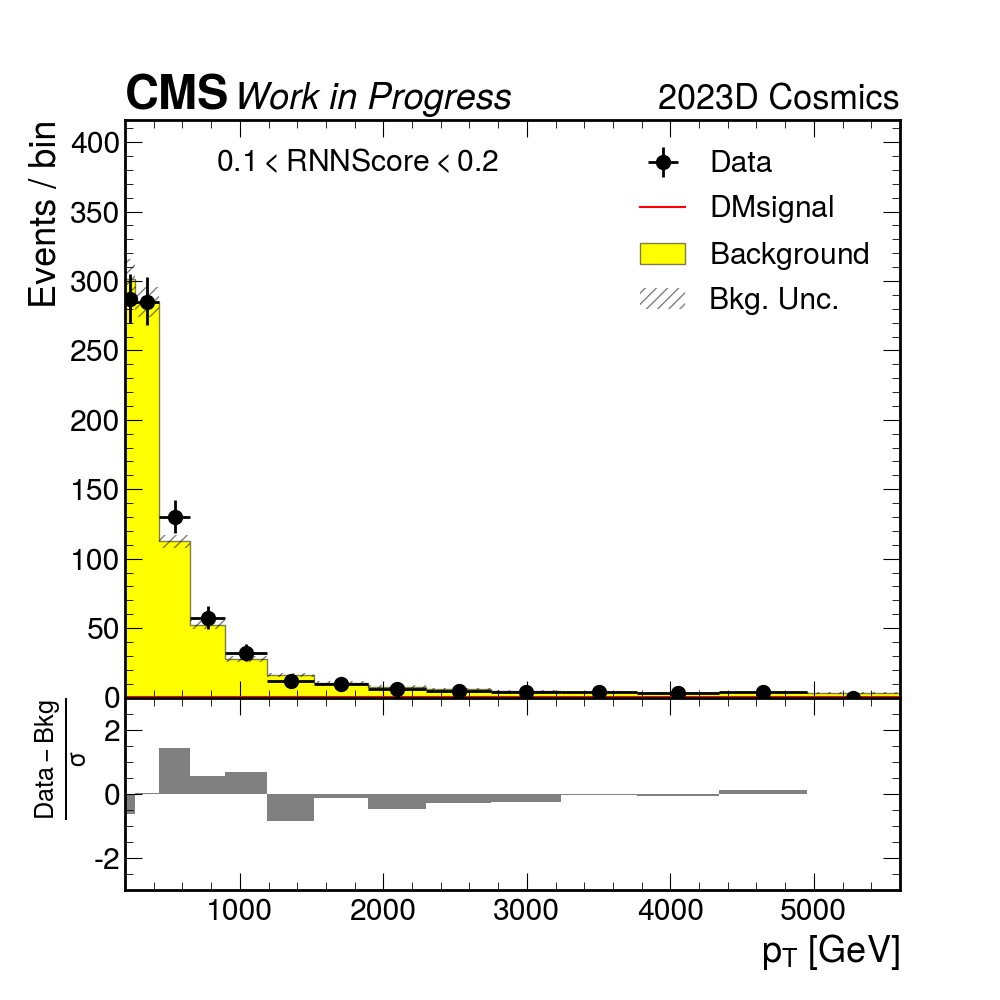 CMS Work in Progress 2023D Cosmics
Events / bin
0.1 < RNNScore < 0.2
Data
DMsignal
Background
Bkg. Unc.
400
350
300
250
200
150
100
50
0
Data – Bkg
σ
2
0
-2
1000 2000 3000 4000 5000
pT [GeV]